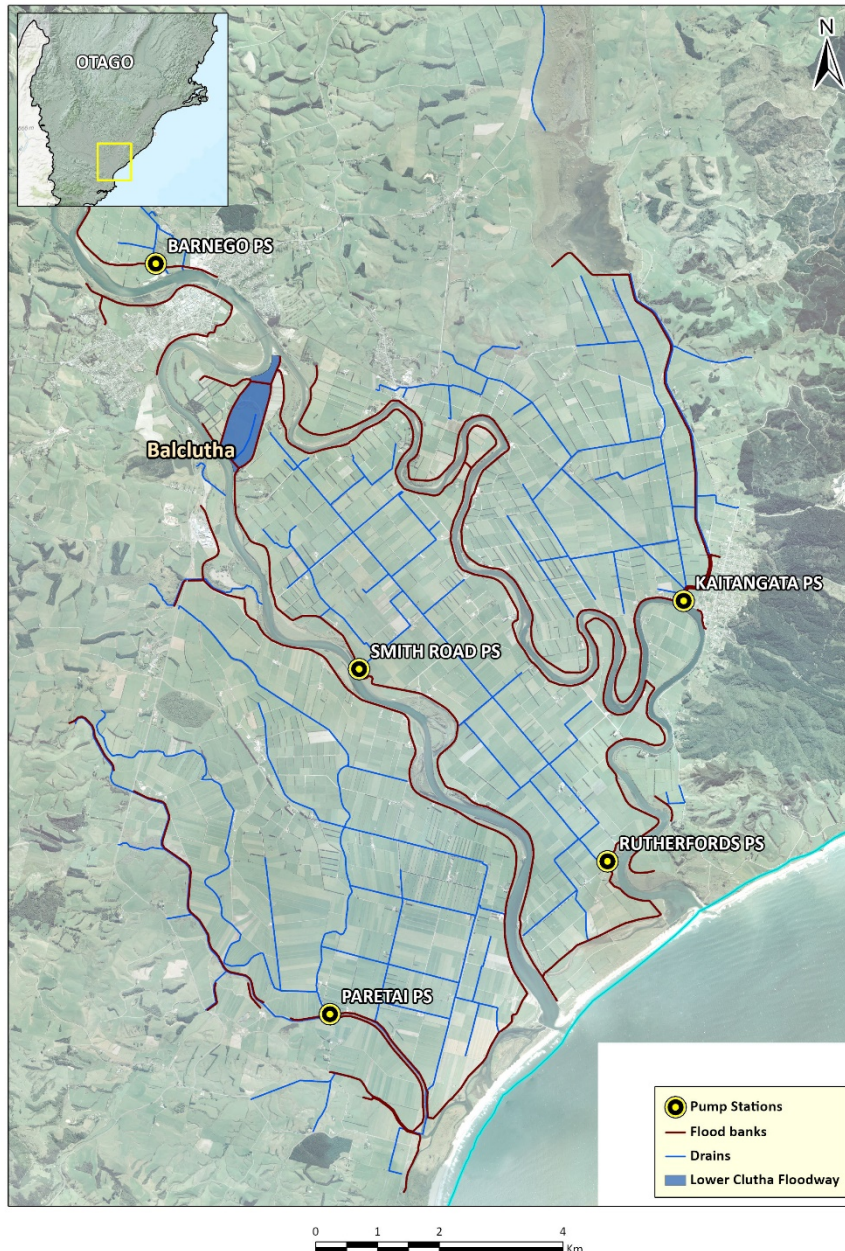 OTAGO
N
BARNEGO PS
Balclutha
KAITANGATA PS
SMITH ROAD PS
RUTHERFORDS PS
PARETAI PS
Pump Stations
Flood banks
Drains
Lower Clutha Floodway
0 1 2 4
Km